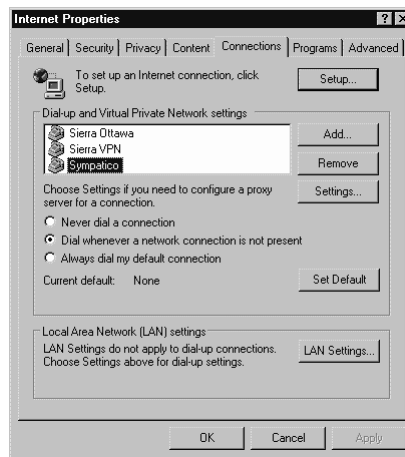 Internet Properties
General Security Privacy Content Connections Programs Advanced
To set up an Internet connection, click
Setup.
Setup...
Dial-up and Virtual Private Network settings
Sierra Ottawa
Sierra VPN
Sympatico
Add...
Remove
Choose Settings if you need to configure a proxy
server for a connection.
Settings...
Never dial a connection
Dial whenever a network connection is not present
Always dial my default connection
Current default: None
Set Default
Local Area Network (LAN) settings
LAN Settings do not apply to dial-up connections.
Choose Settings above for dial-up settings.
LAN Settings...
OK Cancel Apply